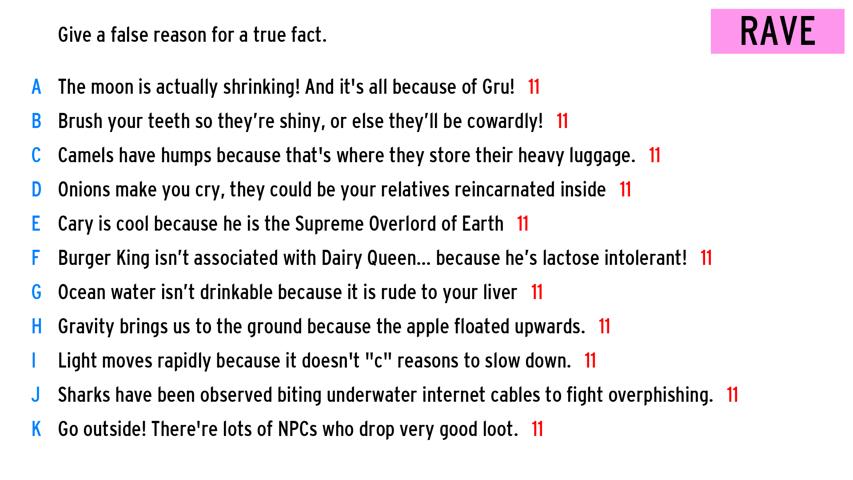 Give a false reason for a true fact.
RAVE
A The moon is actually shrinking! And it's all because of Gru! 11
B Brush your teeth so they’re shiny, or else they’ll be cowardly! 11
C Camels have humps because that's where they store their heavy luggage. 11
D Onions make you cry, they could be your relatives reincarnated inside 11
E Cary is cool because he is the Supreme Overlord of Earth 11
F Burger King isn’t associated with Dairy Queen... because he’s lactose intolerant! 11
G Ocean water isn’t drinkable because it is rude to your liver 11
H Gravity brings us to the ground because the apple floated upwards. 11
I Light moves rapidly because it doesn't "c" reasons to slow down. 11
J Sharks have been observed biting underwater internet cables to fight overphishing. 11
K Go outside! There're lots of NPCs who drop very good loot. 11